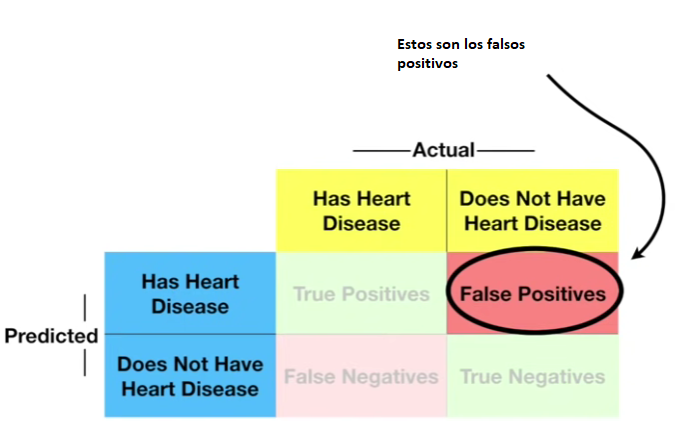 Estos son los falsos
positivos
Actual
Has Heart
Disease
Does Not Have
Heart Disease
Has Heart
Disease
True Positives
False Positives
Predicted
Does Not Have
Heart Disease
False Negatives
True Negatives